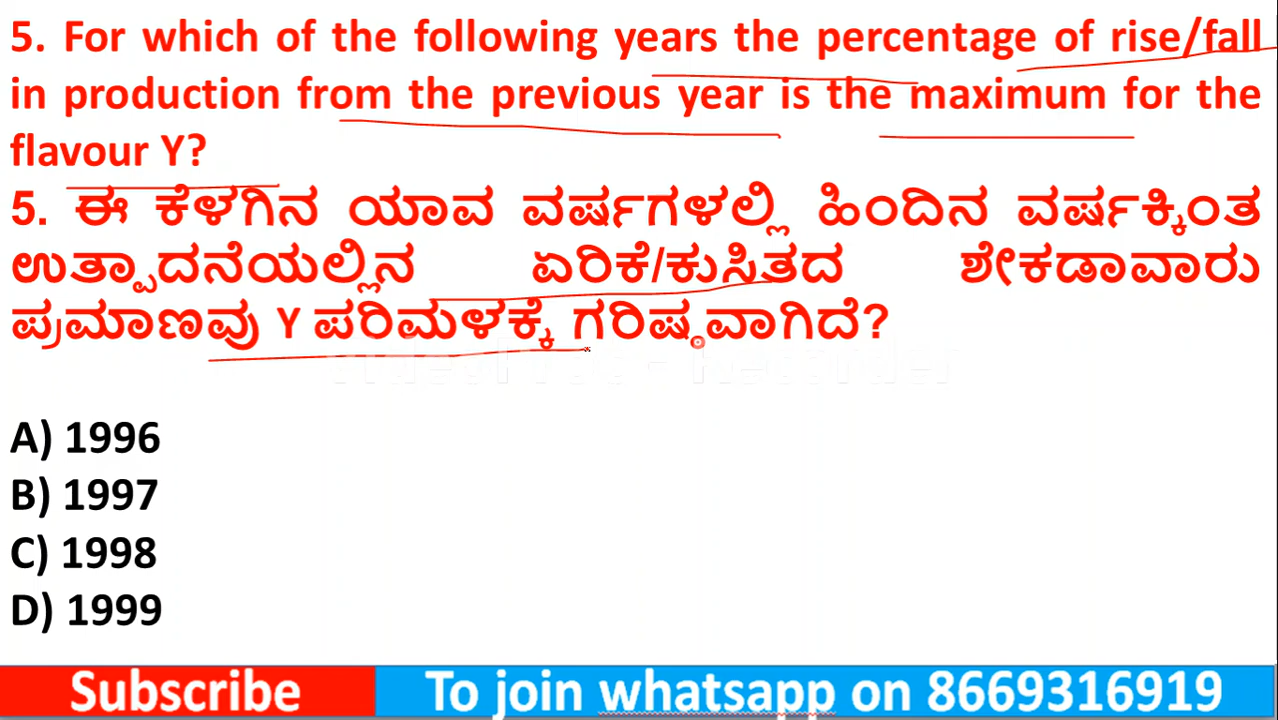 5. For which of the following years the percentage of rise/fall
in production from the previous year is the maximum for the
flavour Y?
5. ಈ ಕೆಳಗಿನ ಯಾವ ವರ್ಷಗಳಲ್ಲಿ ಹಿಂದಿನ ವರ್ಷಕ್ಕಿಂತ
ಉತ್ಪಾದನೆಯಲ್ಲಿನ ಏರಿಕೆ/ಕುಸಿತದ ಶೇಕಡಾವಾರು
ಪ್ರಮಾಣವು Y ಪರಿಮಳಕ್ಕೆ ಗರಿಷ್ಠವಾಗಿದೆ?
A) 1996
B) 1997
C) 1998
D) 1999
Subscribe To join whatsapp on 8669316919